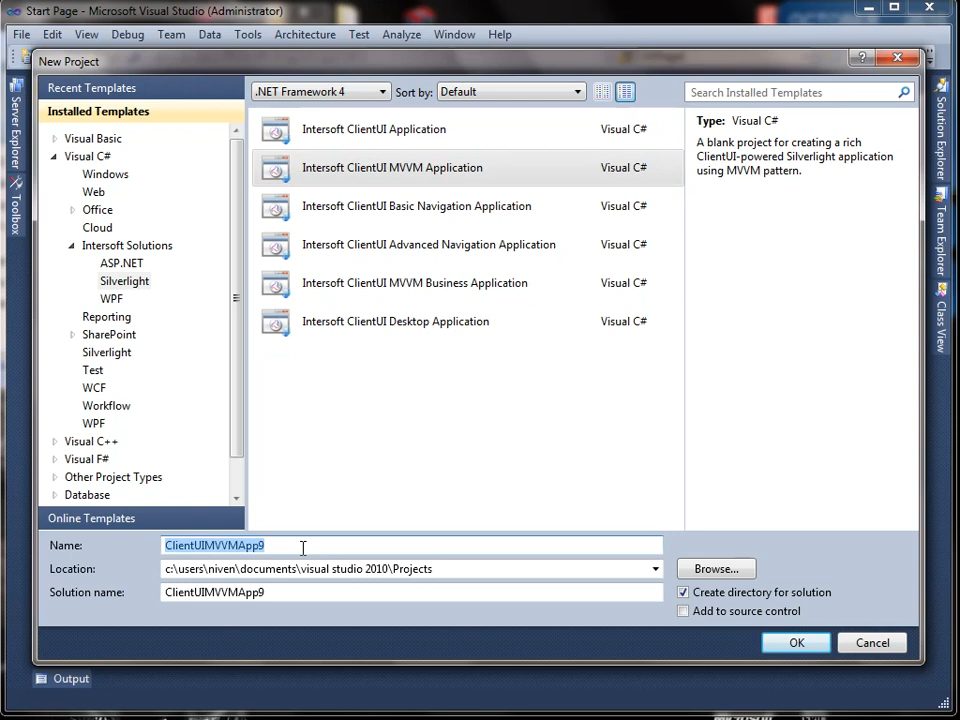 Start Page - Microsoft Visual Studio (Administrator)
File Edit View Debug Team Data Tools Architecture Test Analyze Window Help
New Project
Recent Templates
Installed Templates
Visual Basic
Visual C#
Windows
Web
Office
Cloud
Intersoft Solutions
ASP.NET
Silverlight
WPF
Reporting
SharePoint
Silverlight
Test
WCF
Workflow
WPF
Visual C++
Visual F#
Other Project Types
Database
Online Templates
.NET Framework 4 Sort by: Default
Intersoft ClientUI Application Visual C#
Intersoft ClientUI MVVM Application Visual C#
Intersoft ClientUI Basic Navigation Application Visual C#
Intersoft ClientUI Advanced Navigation Application Visual C#
Intersoft ClientUI MVVM Business Application Visual C#
Intersoft ClientUI Desktop Application Visual C#
Search Installed Templates
Type: Visual C#
A blank project for creating a rich
ClientUI-powered Silverlight application
using MVVM pattern.
Name: ClientUIMVVMApp9
Location: c:\users\niven\documents\visual studio 2010\Projects
Browse...
Solution name: ClientUIMVVMApp9
Create directory for solution
Add to source control
OK Cancel
Server Explorer
Toolbox
Solution Explorer
Team Explorer
Class View
Output